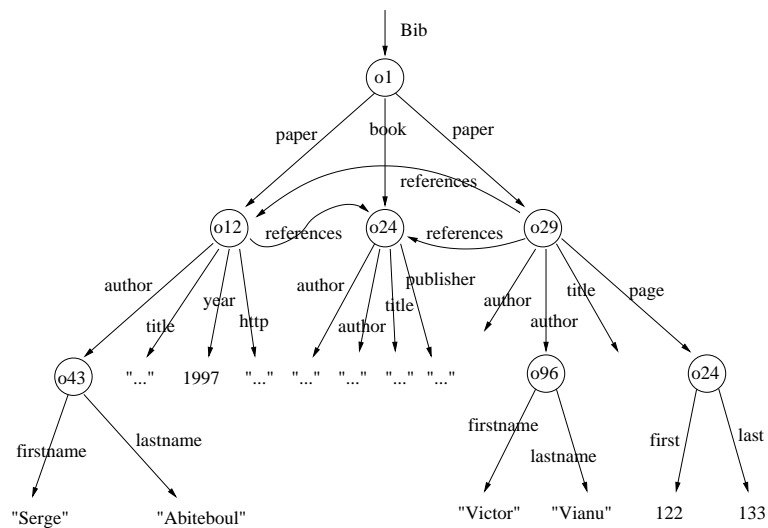 Bib
o1
paper
book
paper
references
o12
references
o24
references
o29
author
title
year
http
author
author
title
publisher
author
author
title
page
o43
"..."
1997
"..."
"..."
"..."
"..."
"..."
o96
o24
firstname
lastname
firstname
lastname
first
last
"Serge"
"Abiteboul"
"Victor"
"Vianu"
122
133